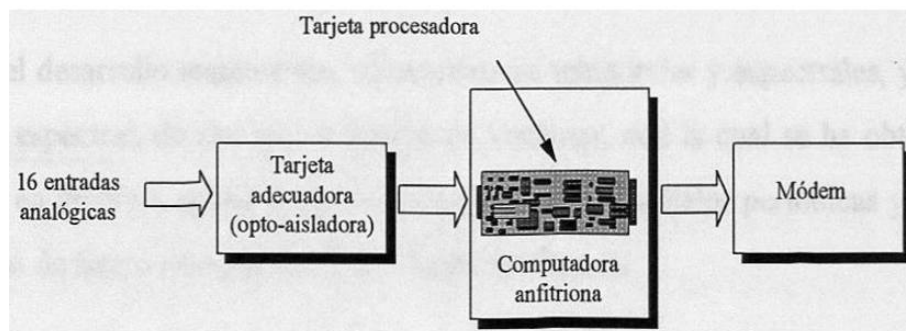 Tarjeta procesadora
16 entradas
analógicas
Tarjeta
adecuadora
(opto-aisladora)
Computadora
anfitriona
Módem